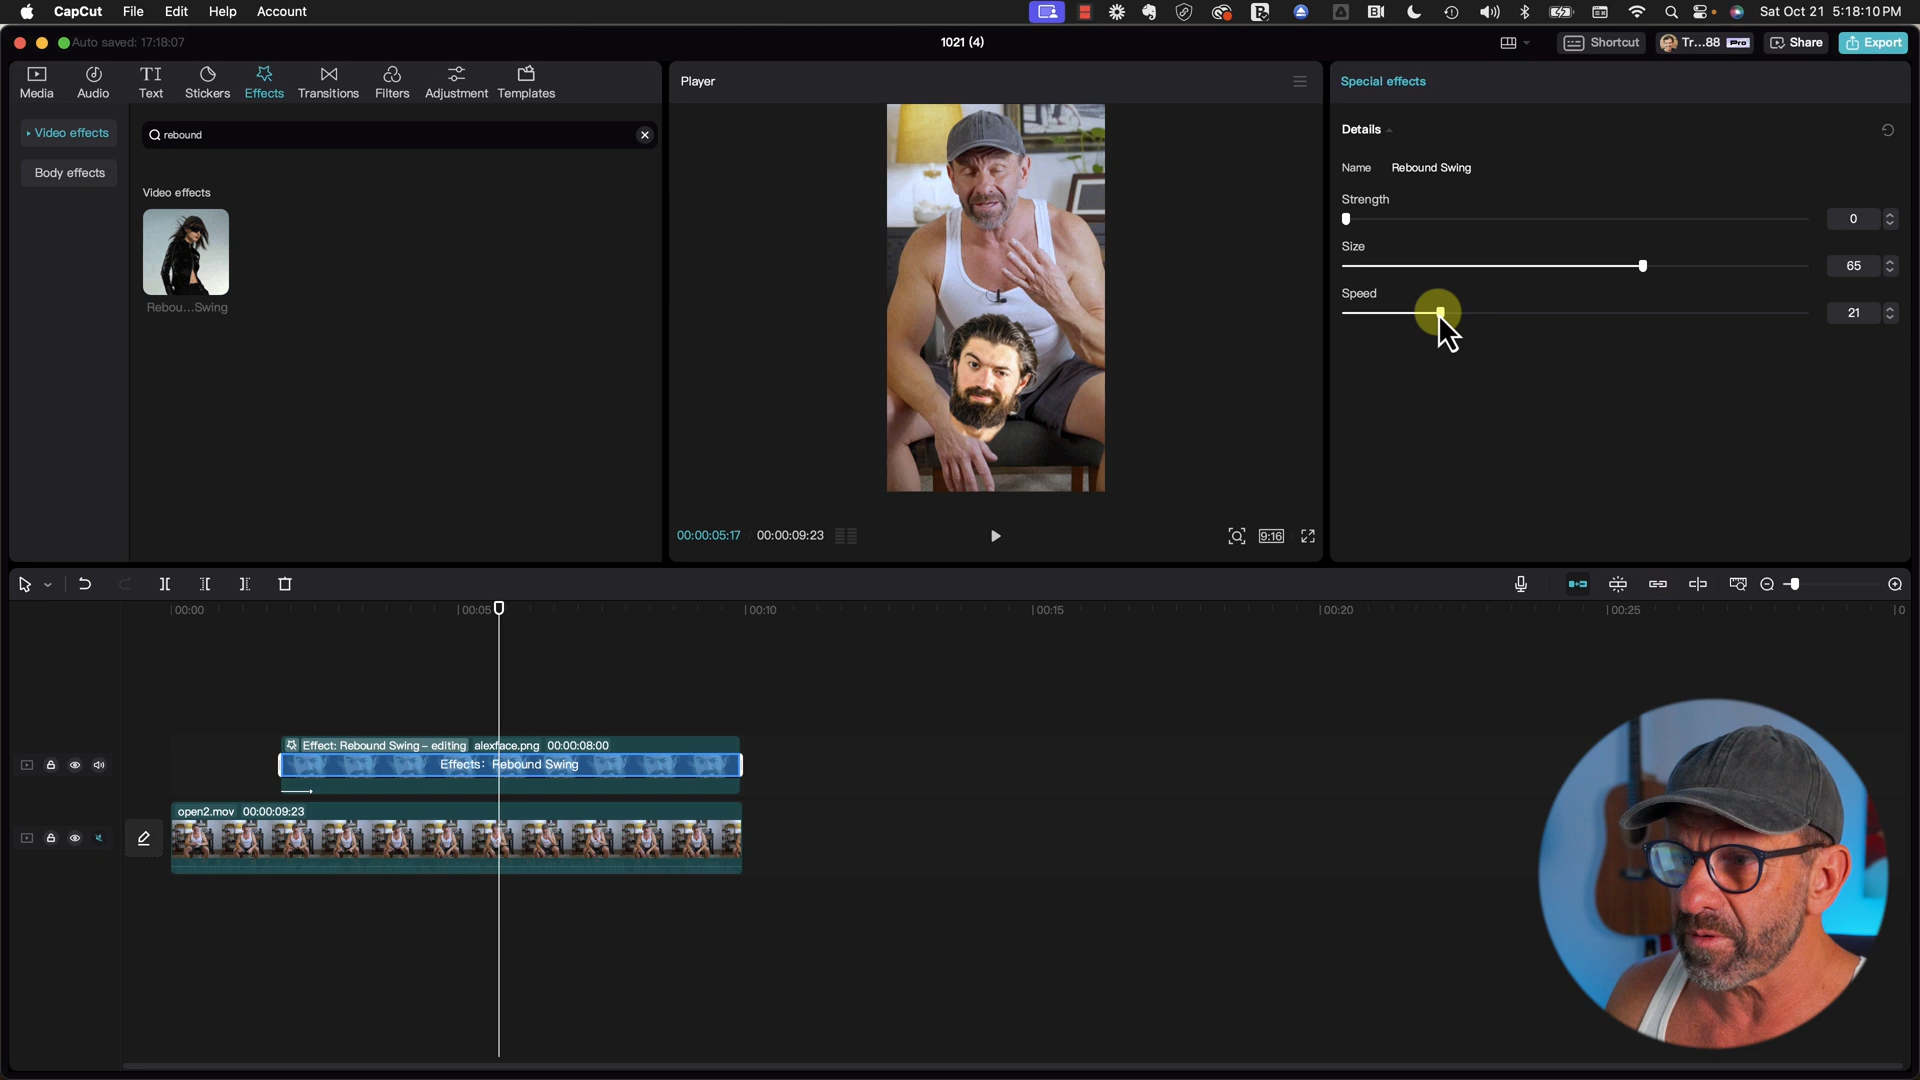 CapCut File Edit Help Account
Sat Oct 21 5:18:10 PM
Auto saved: 17:18:07
1021 (4)
Shortcut
Tr...88 Pro
Share
Export
Media
Audio
TI
Text
Stickers
Effects
Transitions
Filters
Adjustment
Templates
Video effects
Body effects
rebound
Video effects
Rebou...Swing
Player
00:00:05:17 / 00:00:09:23
9:16
Special effects
Details
Name Rebound Swing
Strength
0
Size
65
Speed
21
00:00
00:05
00:10
00:15
00:20
00:25
0
Effect: Rebound Swing – editing alexface.png 00:00:08:00
Effects: Rebound Swing
open2.mov 00:00:09:23